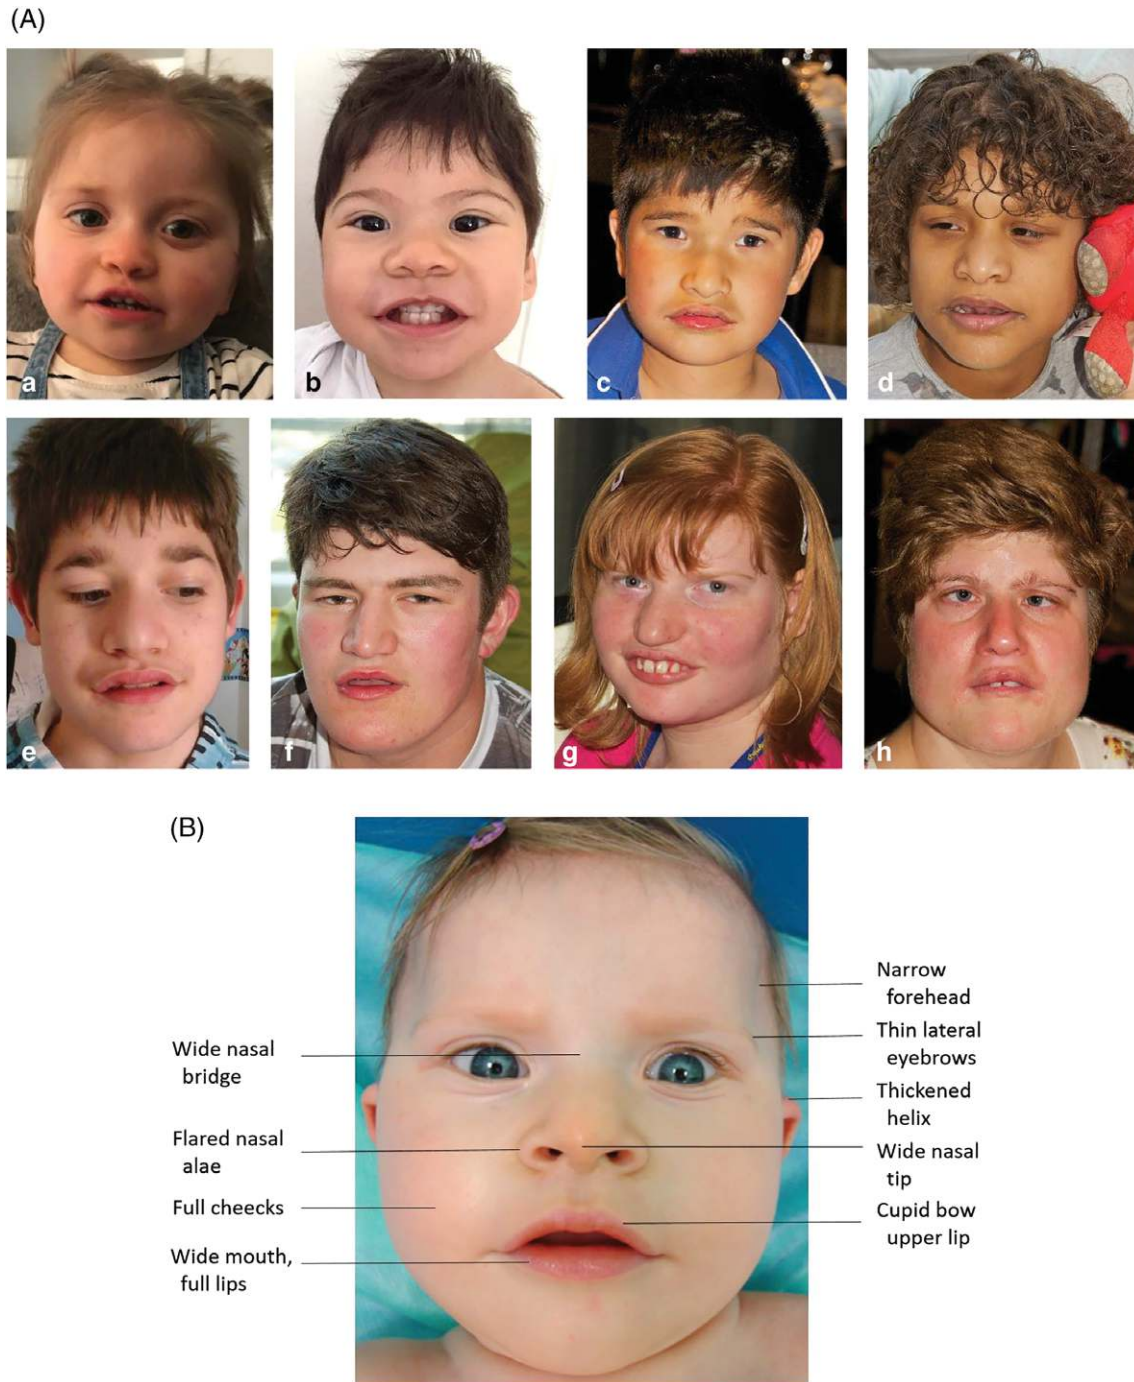 (A)
a
b
c
d
e
f
g
h
(B)
Narrow
forehead
Thin lateral
eyebrows
Wide nasal
bridge
Thickened
helix
Flared nasal
alae
Wide nasal
tip
Full cheecks
Cupid bow
upper lip
Wide mouth,
full lips